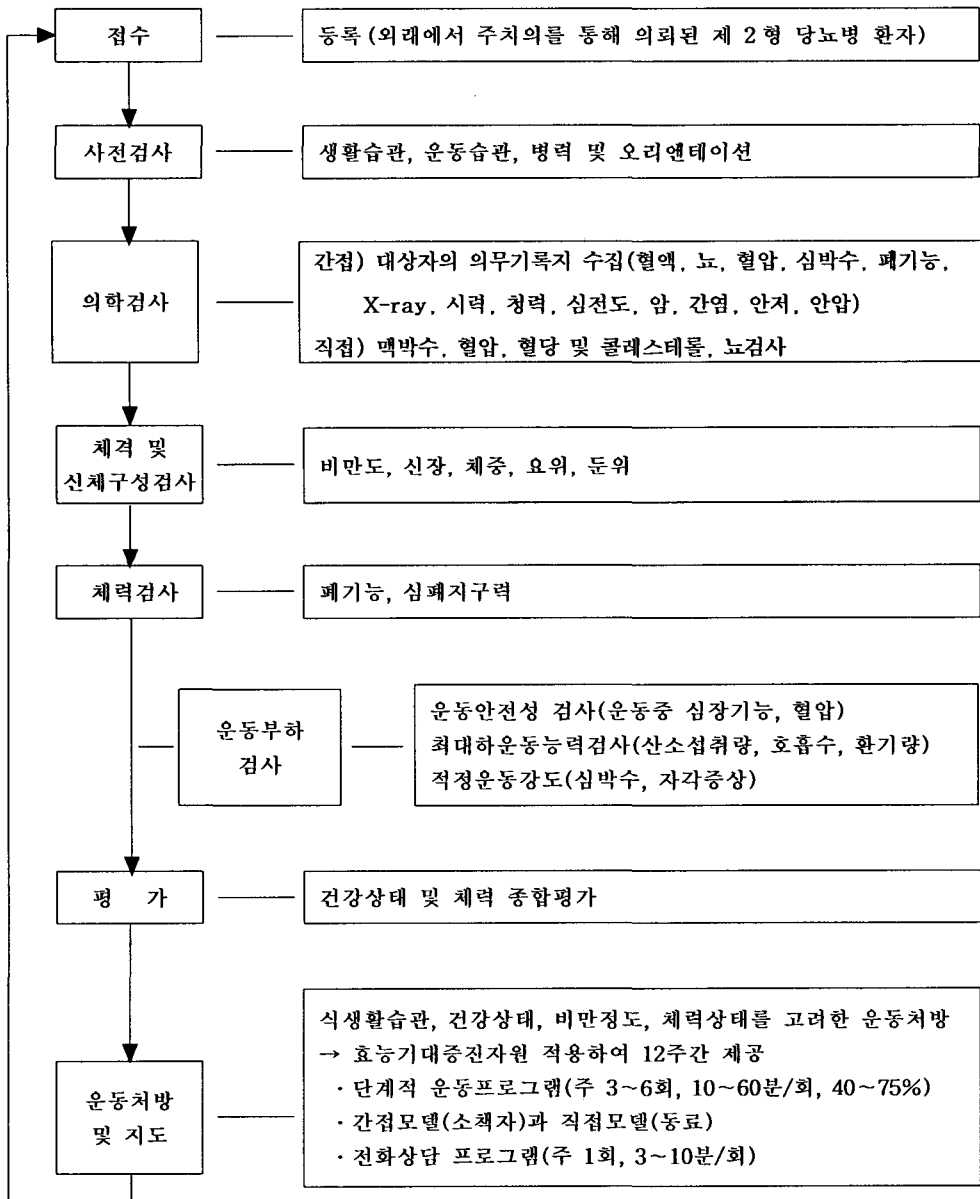 접수
등록(외래에서 주치의를 통해 의뢰된 제 2형 당뇨병 환자)
사전검사
생활습관, 운동습관, 병력 및 오리엔테이션
의학검사
간접) 대상자의 의무기록지 수집(혈액, 뇨, 혈압, 심박수, 폐기능,
X-ray, 시력, 청력, 심전도, 암, 간염, 안저, 안압)
직접) 맥박수, 혈압, 혈당 및 콜레스테롤, 뇨검사
체격 및
신체구성검사
비만도, 신장, 체중, 요위, 둔위
체력검사
폐기능, 심폐지구력
운동부하
검사
운동안전성 검사(운동중 심장기능, 혈압)
최대하운동능력검사(산소섭취량, 호흡수, 환기량)
적정운동강도(심박수, 자각증상)
평 가
건강상태 및 체력 종합평가
운동처방
및 지도
식생활습관, 건강상태, 비만정도, 체력상태를 고려한 운동처방
→ 효능기대증진자원 적용하여 12주간 제공
· 단계적 운동프로그램(주 3~6회, 10~60분/회, 40~75%)
· 간접모델(소책자)과 직접모델(동료)
· 전화상담 프로그램(주 1회, 3~10분/회)